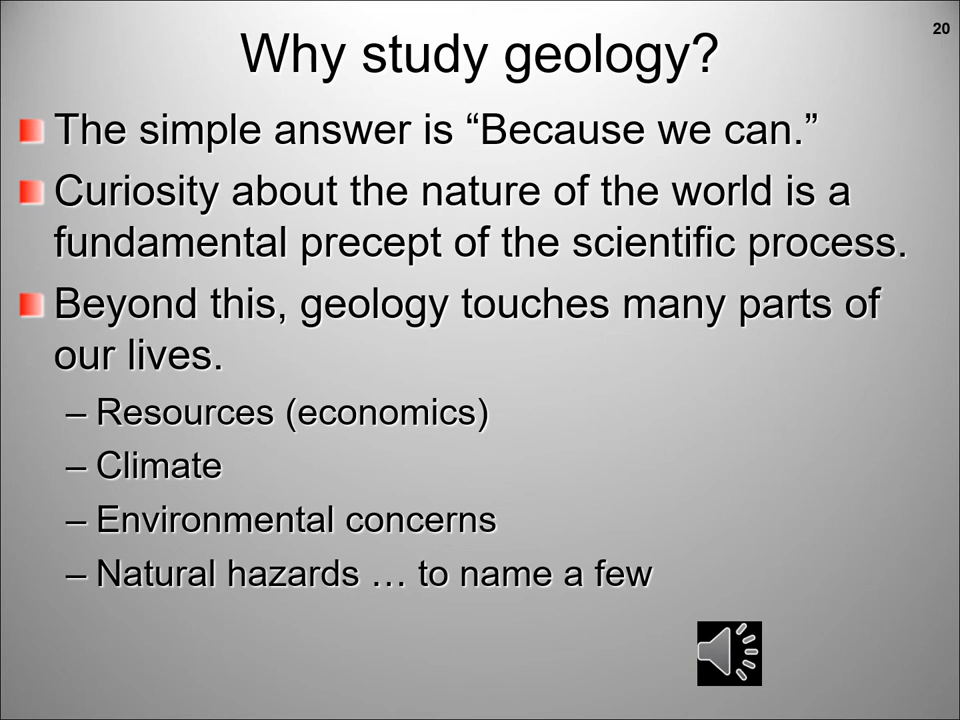 20
Why study geology?
The simple answer is “Because we can.”
Curiosity about the nature of the world is a
fundamental precept of the scientific process.
Beyond this, geology touches many parts of
our lives.
– Resources (economics)
– Climate
– Environmental concerns
– Natural hazards … to name a few